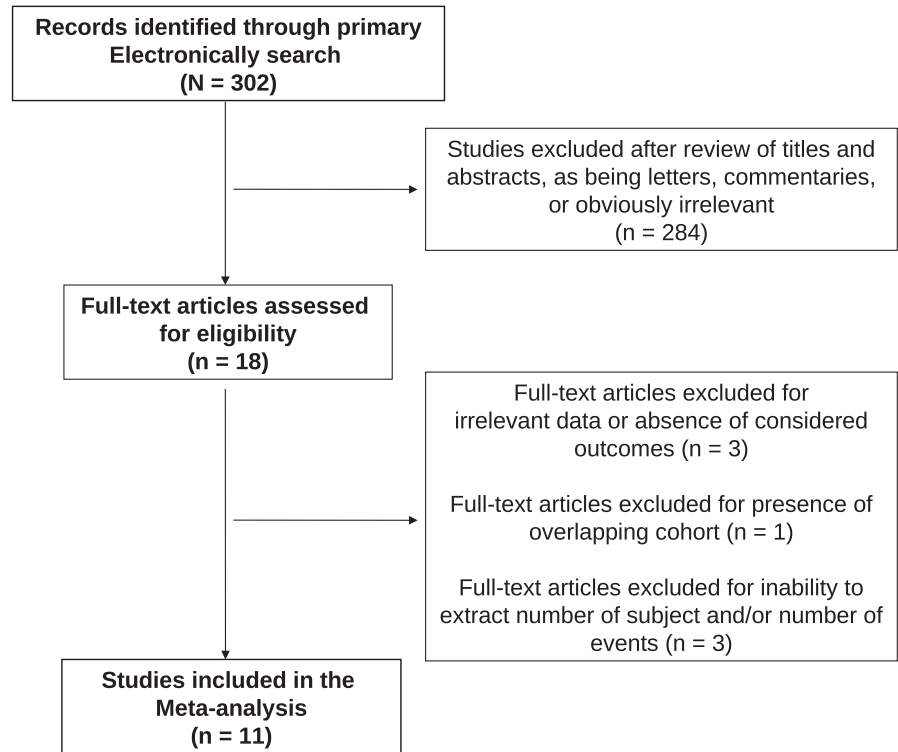 Records identified through primary
Electronically search
(N = 302)
Studies excluded after review of titles and
abstracts, as being letters, commentaries,
or obviously irrelevant
(n = 284)
Full-text articles assessed
for eligibility
(n = 18)
Full-text articles excluded for
irrelevant data or absence of considered
outcomes (n = 3)
Full-text articles excluded for presence of
overlapping cohort (n = 1)
Full-text articles excluded for inability to
extract number of subject and/or number of
events (n = 3)
Studies included in the
Meta-analysis
(n = 11)